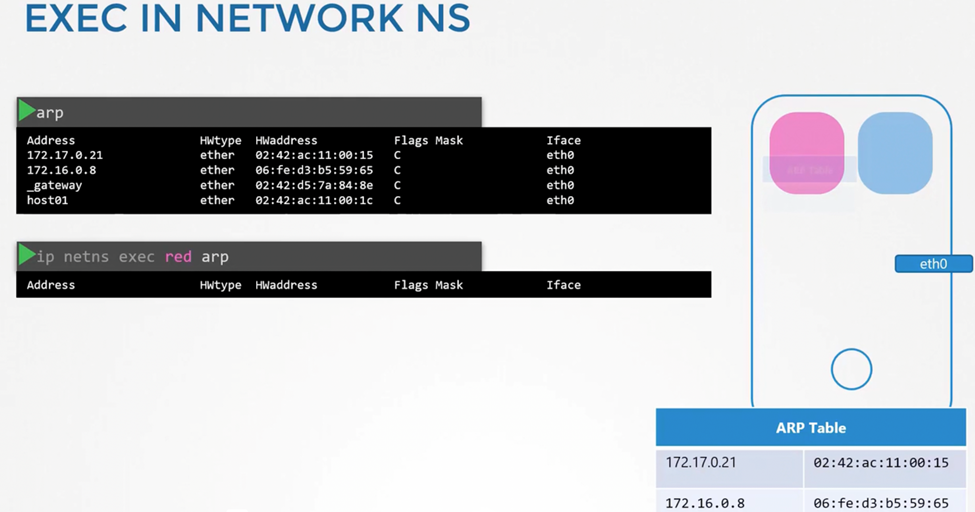 EXEC IN NETWORK NS
arp
Address HWtype HWaddress Flags Mask Iface
172.17.0.21 ether 02:42:ac:11:00:15 C eth0
172.16.0.8 ether 06:fe:d3:b5:59:65 C eth0
_gateway ether 02:42:d5:7a:84:8e C eth0
host01 ether 02:42:ac:11:00:1c C eth0
ip netns exec red arp
Address HWtype HWaddress Flags Mask Iface
eth0
ARP Table
172.17.0.21 02:42:ac:11:00:15
172.16.0.8 06:fe:d3:b5:59:65